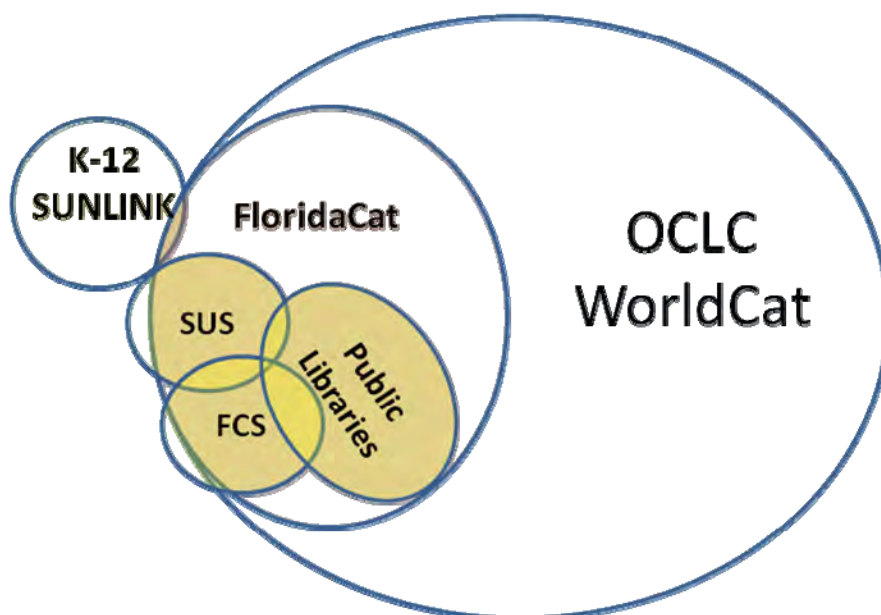 K-12
SUNLINK
FloridaCat
OCLC
WorldCat
SUS
Public
Libraries
FCS